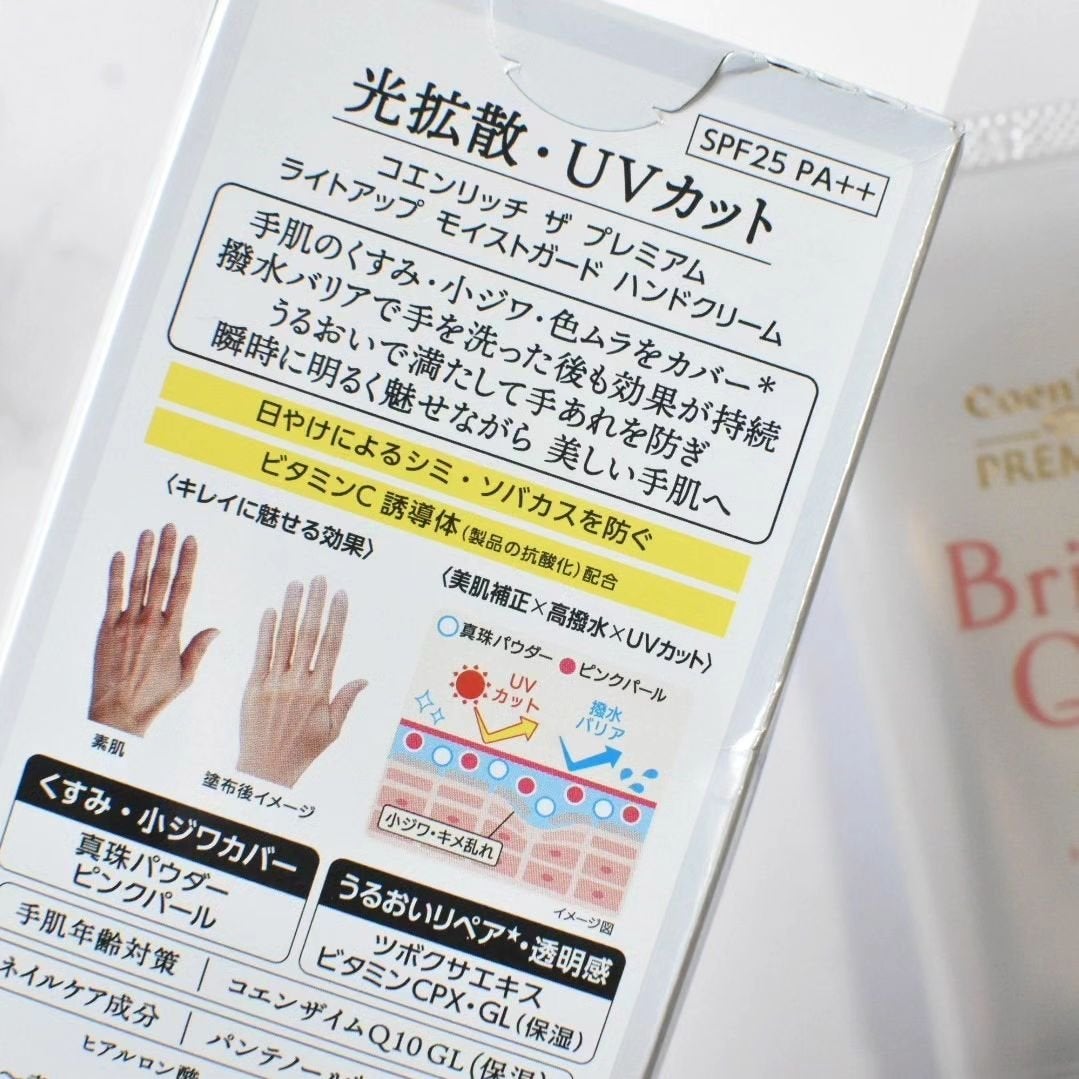 光拡散・UVカット
SPF25 PA++
コエンリッチ ザ プレミアム
ライトアップ モイストガード ハンドクリーム
手肌のくすみ・小ジワ・色ムラをカバー*
撥水バリアで手を洗った後も効果が持続
うるおいで満たして手あれを防ぎ
瞬時に明るく魅せながら 美しい手肌へ
日やけによるシミ・ソバカスを防ぐ
ビタミンC 誘導体(製品の抗酸化)配合
〈キレイに魅せる効果〉
素肌
塗布後イメージ
〈美肌補正×高撥水×UVカット〉
真珠パウダー ピンクパール
UV
カット
撥水
バリア
小ジワ・キメ乱れ
イメージ図
くすみ・小ジワカバー
真珠パウダー
ピンクパール
うるおいリペア★・透明感
ツボクサエキス
ビタミンCPX・GL(保湿)
手肌年齢対策 | コエンザイムQ10 GL(保湿)
ネイルケア成分 | パンテノール
ヒアルロン酸
Coen
PREM
Bri
Q